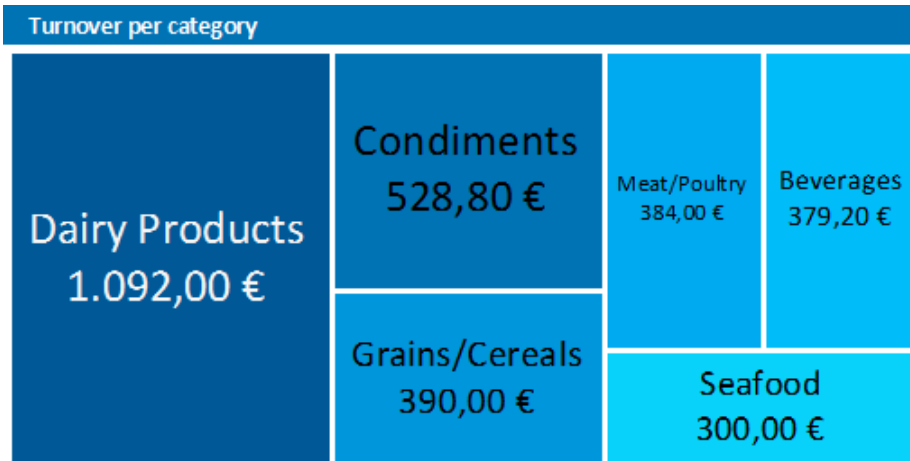 Turnover per category
Dairy Products
1.092,00 €
Condiments
528,80 €
Grains/Cereals
390,00 €
Meat/Poultry
384,00 €
Beverages
379,20 €
Seafood
300,00 €